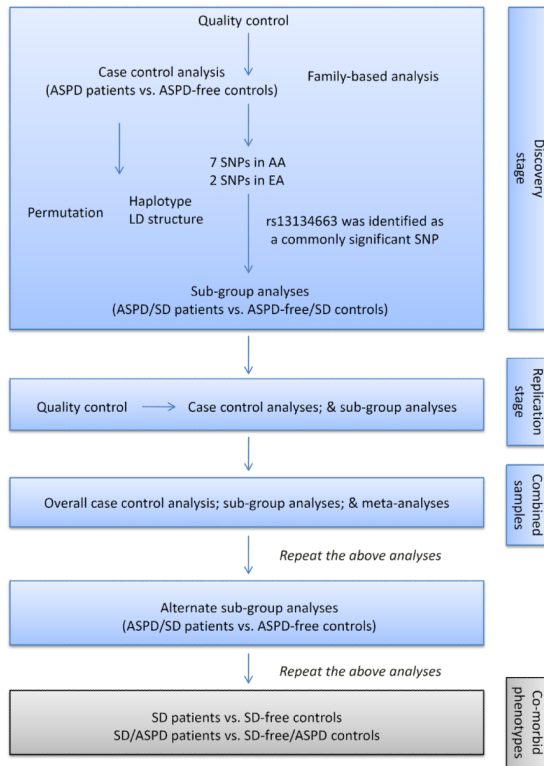 Quality control
Case control analysis
(ASPD patients vs. ASPD-free controls)
Family-based analysis
7 SNPs in AA
2 SNPs in EA
Permutation
Haplotype
LD structure
rs13134663 was identified as
a commonly significant SNP
Sub-group analyses
(ASPD/SD patients vs. ASPD-free/SD controls)
Discovery
stage
Quality control
Case control analyses; & sub-group analyses
Replication
stage
Overall case control analysis; sub-group analyses; & meta-analyses
Combined
samples
Repeat the above analyses
Alternate sub-group analyses
(ASPD/SD patients vs. ASPD-free controls)
Repeat the above analyses
SD patients vs. SD-free controls
SD/ASPD patients vs. SD-free/ASPD controls
Co-morbid
phenotypes